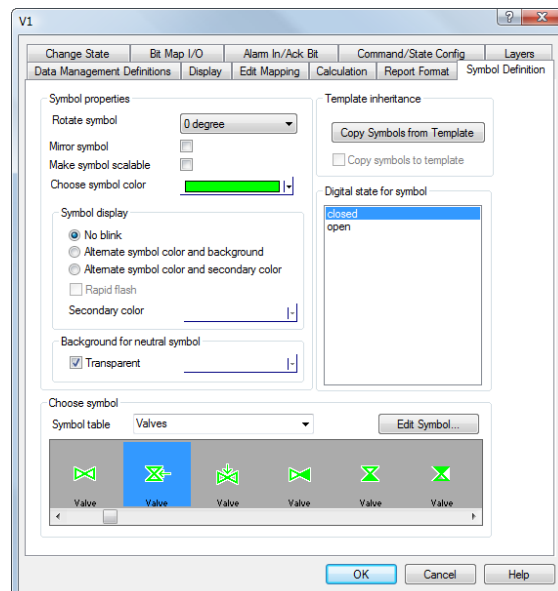 V1
Change State
Bit Map I/O
Alarm In/Ack Bit
Command/State Config
Layers
Data Management Definitions
Display
Edit Mapping
Calculation
Report Format
Symbol Definition
Symbol properties
Rotate symbol
0 degree
Mirror symbol
Make symbol scalable
Choose symbol color
Symbol display
No blink
Alternate symbol color and background
Alternate symbol color and secondary color
Rapid flash
Secondary color
Background for neutral symbol
Transparent
Template inheritance
Copy Symbols from Template
Copy symbols to template
Digital state for symbol
closed
open
Choose symbol
Symbol table
Valves
Edit Symbol...
Valve
Valve
Valve
Valve
Valve
Valve
OK
Cancel
Help